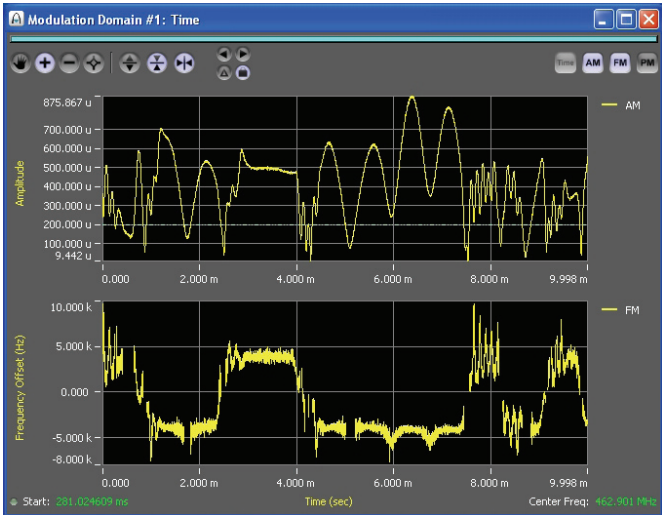 Modulation Domain #1: Time
Time AM FM PM
875.867 u
AM
700.000 u
600.000 u
500.000 u
400.000 u
300.000 u
200.000 u
100.000 u
9.442 u
Amplitude
0.000 2.000 m 4.000 m 6.000 m 8.000 m 9.998 m
10.000 k
FM
5.000 k
0.000
-5.000 k
-8.000 k
Frequency Offset (Hz)
0.000 2.000 m 4.000 m 6.000 m 8.000 m 9.998 m
Start: 281.024609 ms Time (sec) Center Freq: 462.901 MHz